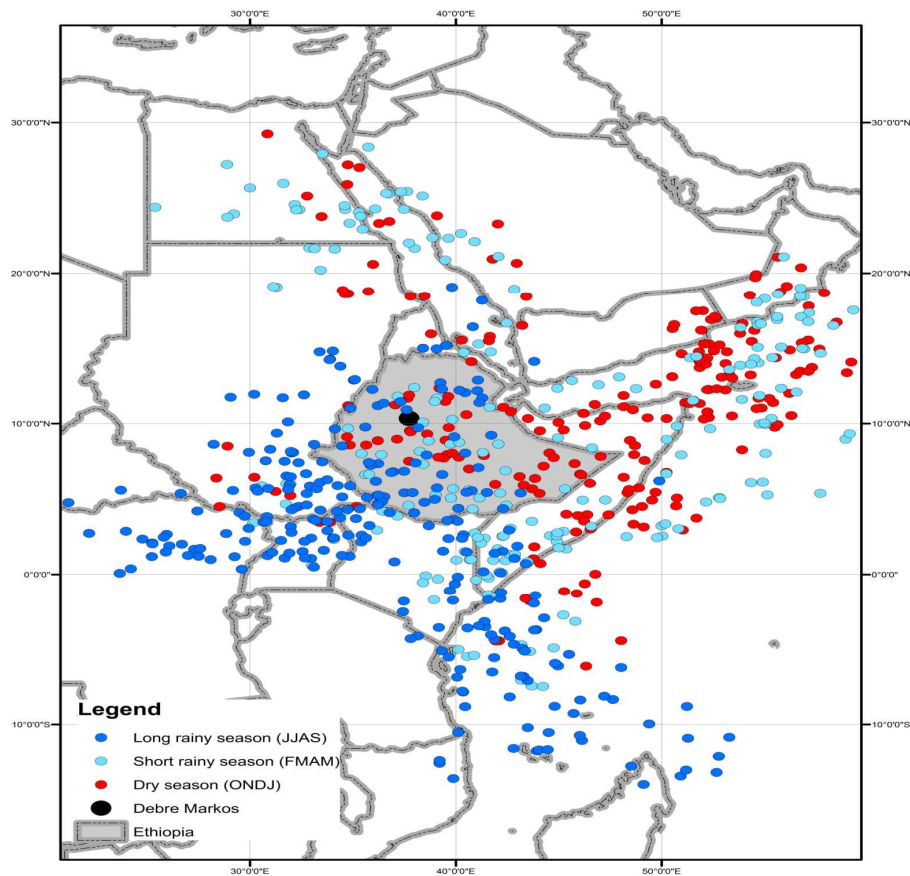 30°0'0"E 40°0'0"E 50°0'0"E
30°0'0"N 30°0'0"N
20°0'0"N 20°0'0"N
10°0'0"N 10°0'0"N
0°0'0" 0°0'0"
10°0'0"S 10°0'0"S
Legend
Long rainy season (JJAS)
Short rainy season (FMAM)
Dry season (ONDJ)
Debre Markos
Ethiopia
30°0'0"E 40°0'0"E 50°0'0"E